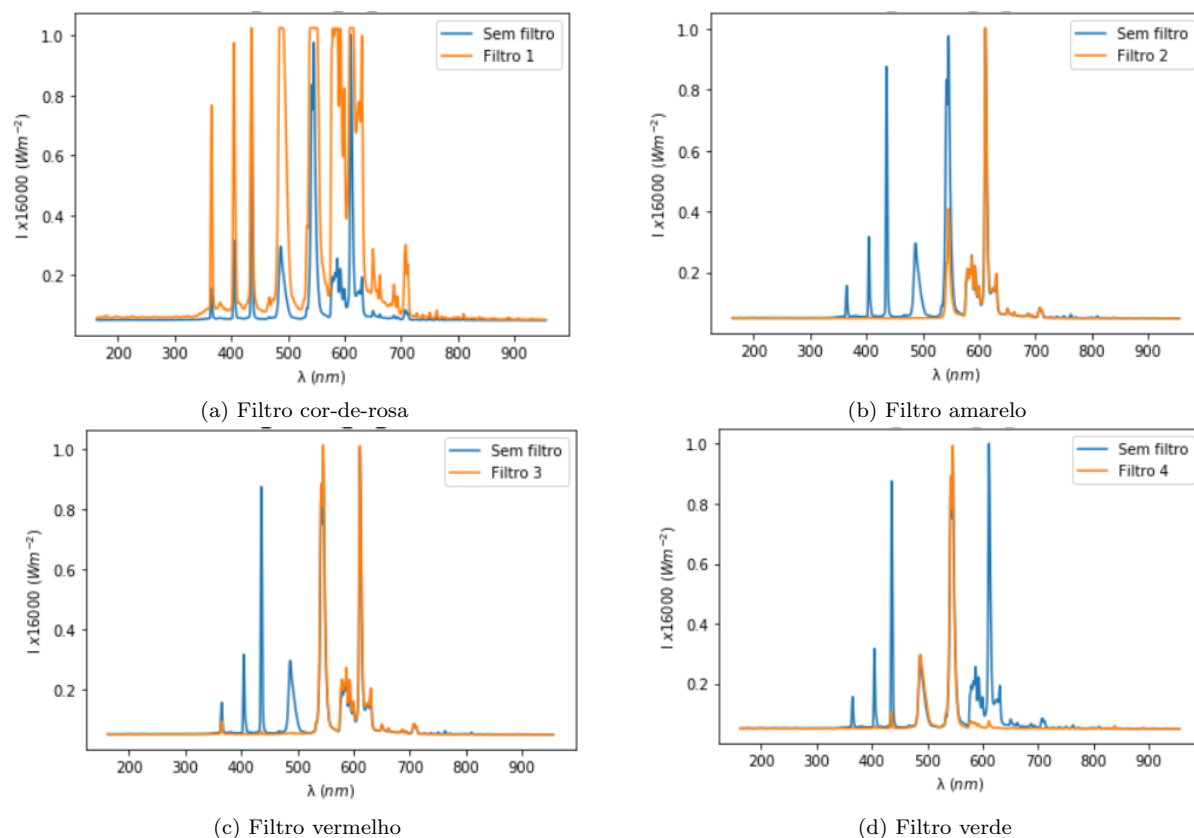 Sem filtro
Filtro 1
I x16000 (Wm⁻²)
1.0
0.8
0.6
0.4
0.2
200 300 400 500 600 700 800 900
λ (nm)
(a) Filtro cor-de-rosa
Sem filtro
Filtro 2
I x16000 (Wm⁻²)
1.0
0.8
0.6
0.4
0.2
200 300 400 500 600 700 800 900
λ (nm)
(b) Filtro amarelo
Sem filtro
Filtro 3
I x16000 (Wm⁻²)
1.0
0.8
0.6
0.4
0.2
200 300 400 500 600 700 800 900
λ (nm)
(c) Filtro vermelho
Sem filtro
Filtro 4
I x16000 (Wm⁻²)
1.0
0.8
0.6
0.4
0.2
200 300 400 500 600 700 800 900
λ (nm)
(d) Filtro verde